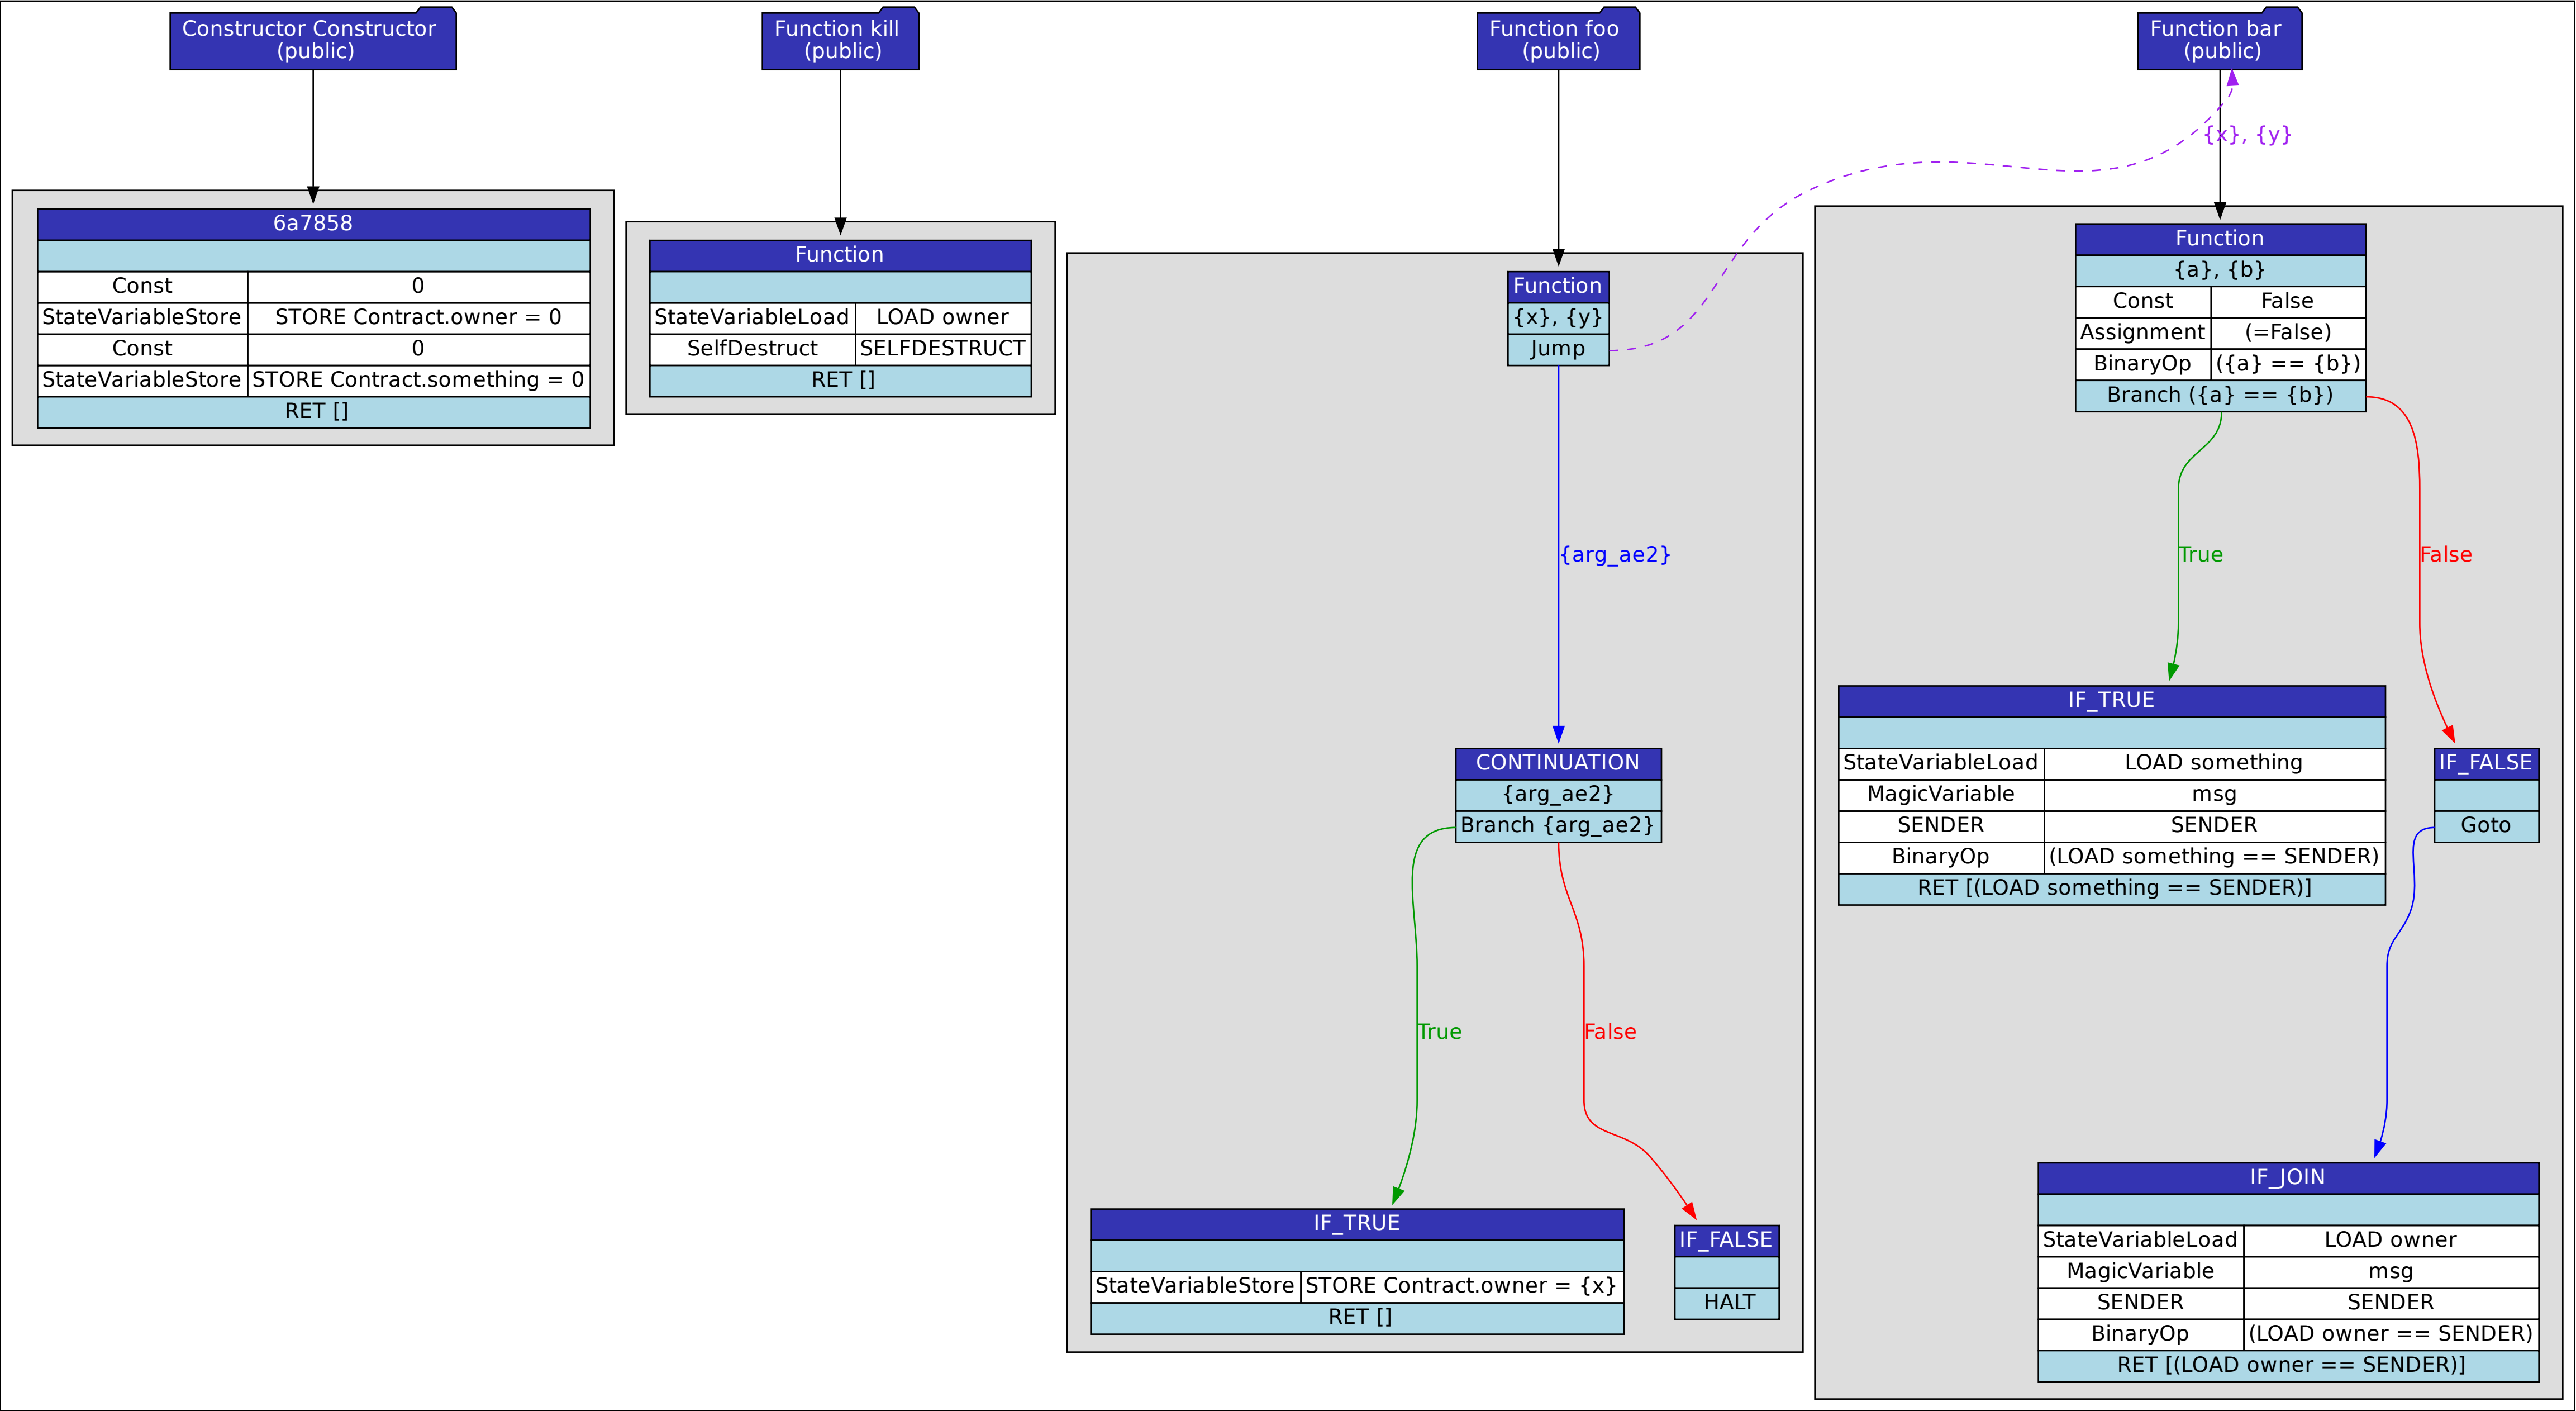 Constructor Constructor
(public)
6a7858
Const 0
StateVariableStore STORE Contract.owner = 0
Const 0
StateVariableStore STORE Contract.something = 0
RET []
Function kill
(public)
Function
StateVariableLoad LOAD owner
SelfDestruct SELFDESTRUCT
RET []
Function foo
(public)
Function
{x}, {y}
Jump
{arg_ae2}
CONTINUATION
{arg_ae2}
Branch {arg_ae2}
True
False
IF_TRUE
StateVariableStore STORE Contract.owner = {x}
RET []
IF_FALSE
HALT
Function bar
(public)
{x}, {y}
Function
{a}, {b}
Const False
Assignment (=False)
BinaryOp ({a} == {b})
Branch ({a} == {b})
True
False
IF_TRUE
StateVariableLoad LOAD something
MagicVariable msg
SENDER SENDER
BinaryOp (LOAD something == SENDER)
RET [(LOAD something == SENDER)]
IF_FALSE
Goto
IF_JOIN
StateVariableLoad LOAD owner
MagicVariable msg
SENDER SENDER
BinaryOp (LOAD owner == SENDER)
RET [(LOAD owner == SENDER)]